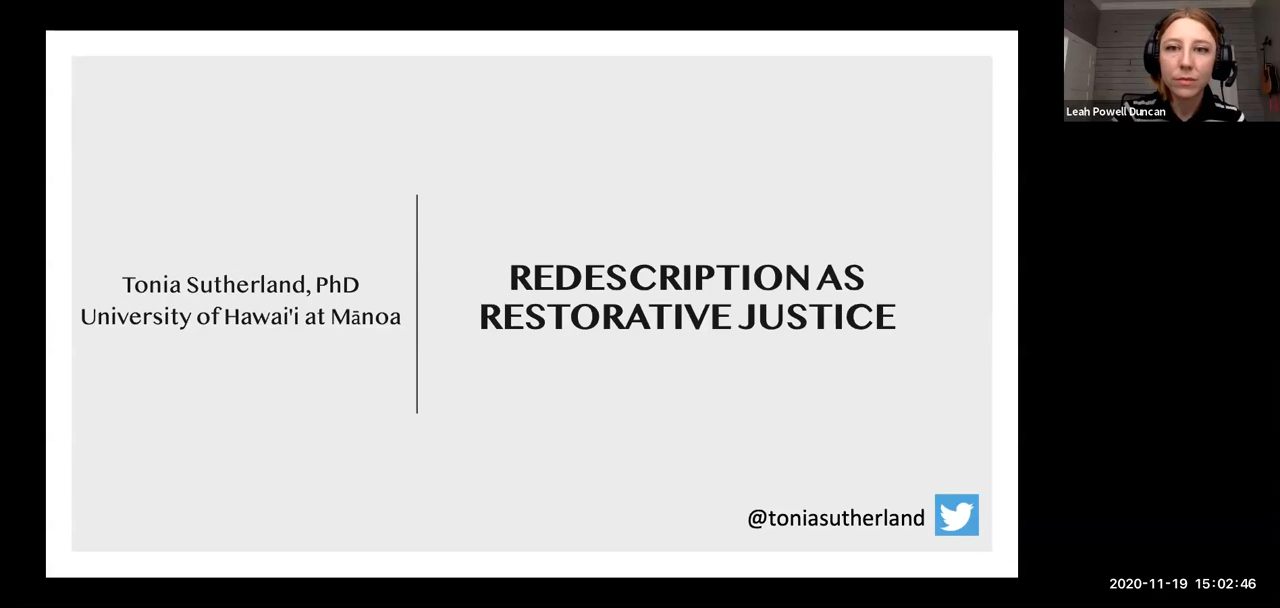 Tonia Sutherland, PhD
University of Hawai'i at Mānoa
REDESCRIPTION AS
RESTORATIVE JUSTICE
@toniasutherland
Leah Powell Duncan
2020-11-19 15:02:46